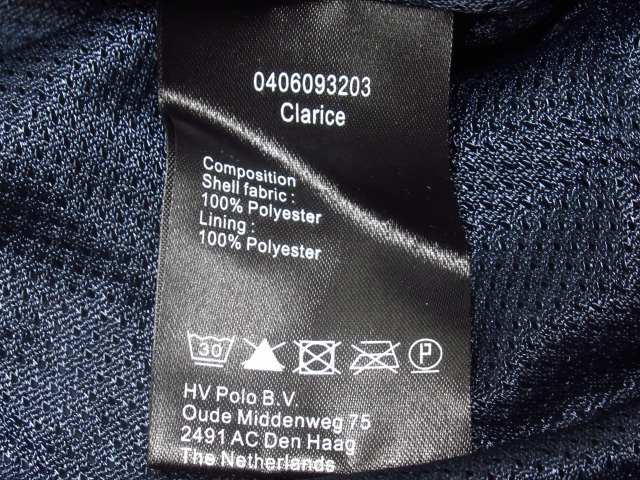 0406093203
Clarice
Composition
Shell fabric :
100% Polyester
Lining :
100% Polyester
30 P
HV Polo B.V.
Oude Middenweg 75
2491 AC Den Haag
The Netherlands